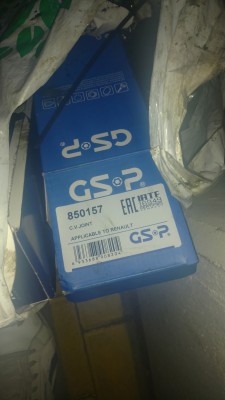 GSP
GSP
850157
EAC
C.V.JOINT
APPLICABLE TO RENAULT
GSP